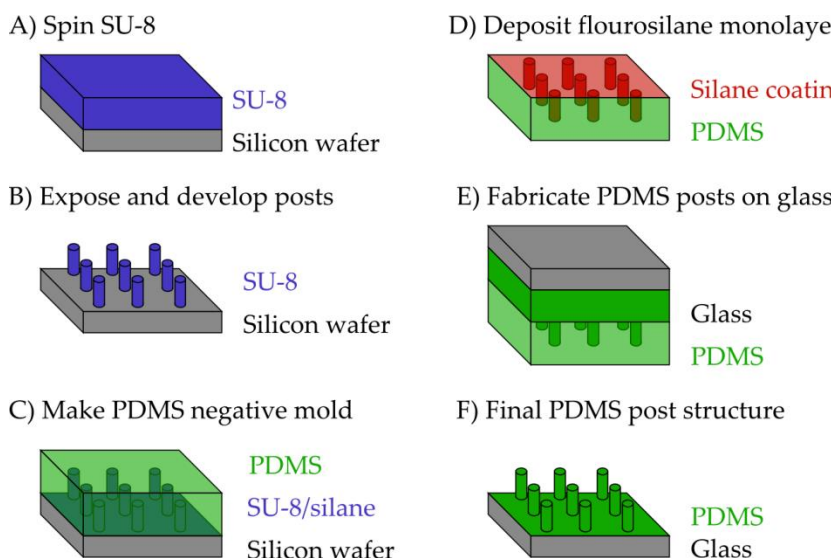 A) Spin SU-8
SU-8
Silicon wafer
B) Expose and develop posts
SU-8
Silicon wafer
C) Make PDMS negative mold
PDMS
SU-8/silane
Silicon wafer
D) Deposit flourosilane monolaye
Silane coatin
PDMS
E) Fabricate PDMS posts on glass
Glass
PDMS
F) Final PDMS post structure
PDMS
Glass